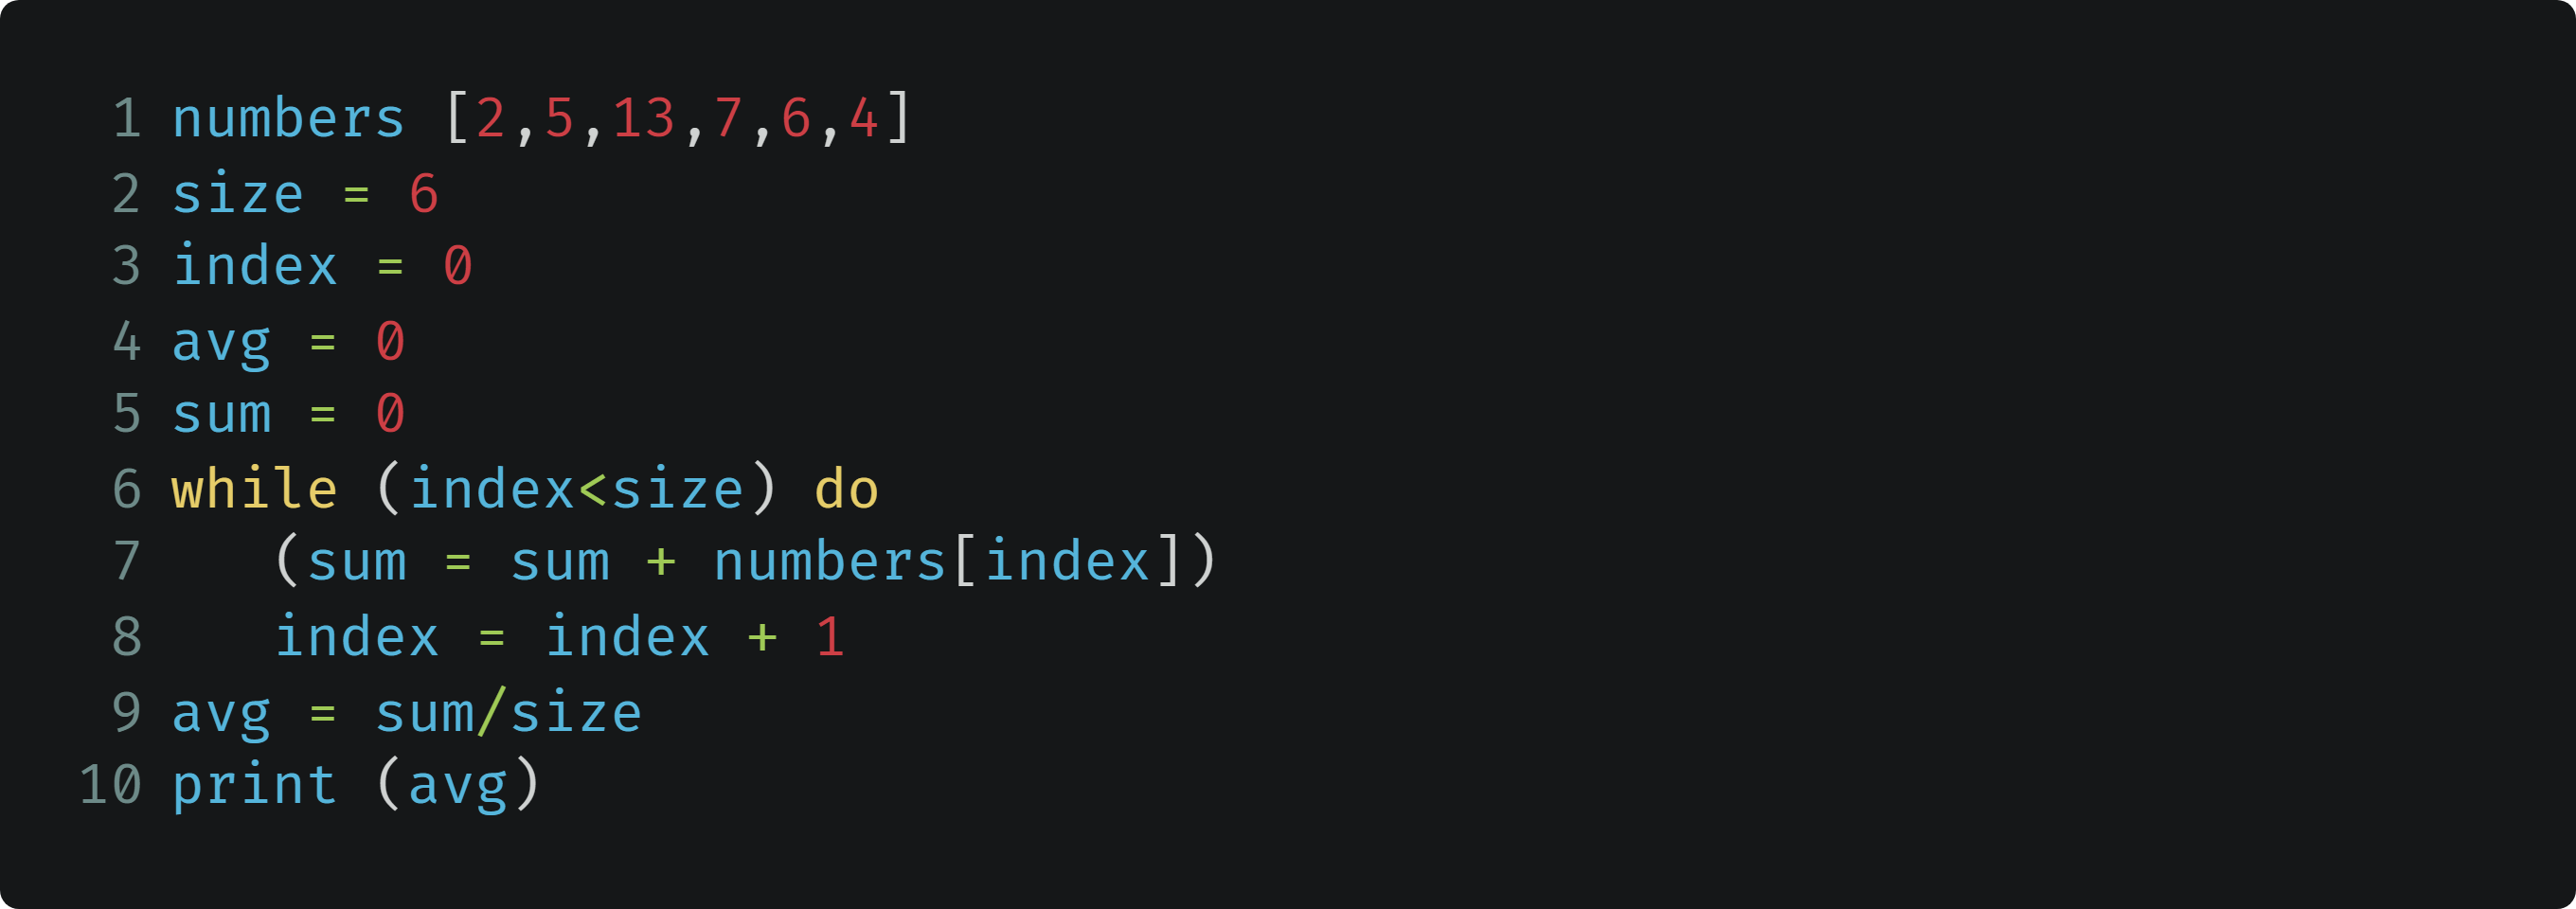 1 numbers [2,5,13,7,6,4]
2 size = 6
3 index = 0
4 avg = 0
5 sum = 0
6 while (index<size) do
7    (sum = sum + numbers[index])
8    index = index + 1
9 avg = sum/size
10 print (avg)